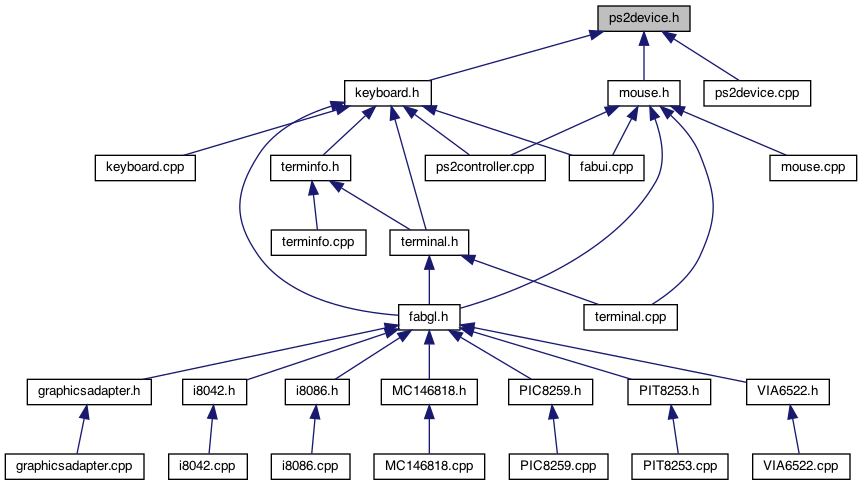 ps2device.h
keyboard.h
mouse.h
ps2device.cpp
keyboard.cpp
terminfo.h
ps2controller.cpp
fabui.cpp
mouse.cpp
terminfo.cpp
terminal.h
fabgl.h
terminal.cpp
graphicsadapter.h
i8042.h
i8086.h
MC146818.h
PIC8259.h
PIT8253.h
VIA6522.h
graphicsadapter.cpp
i8042.cpp
i8086.cpp
MC146818.cpp
PIC8259.cpp
PIT8253.cpp
VIA6522.cpp